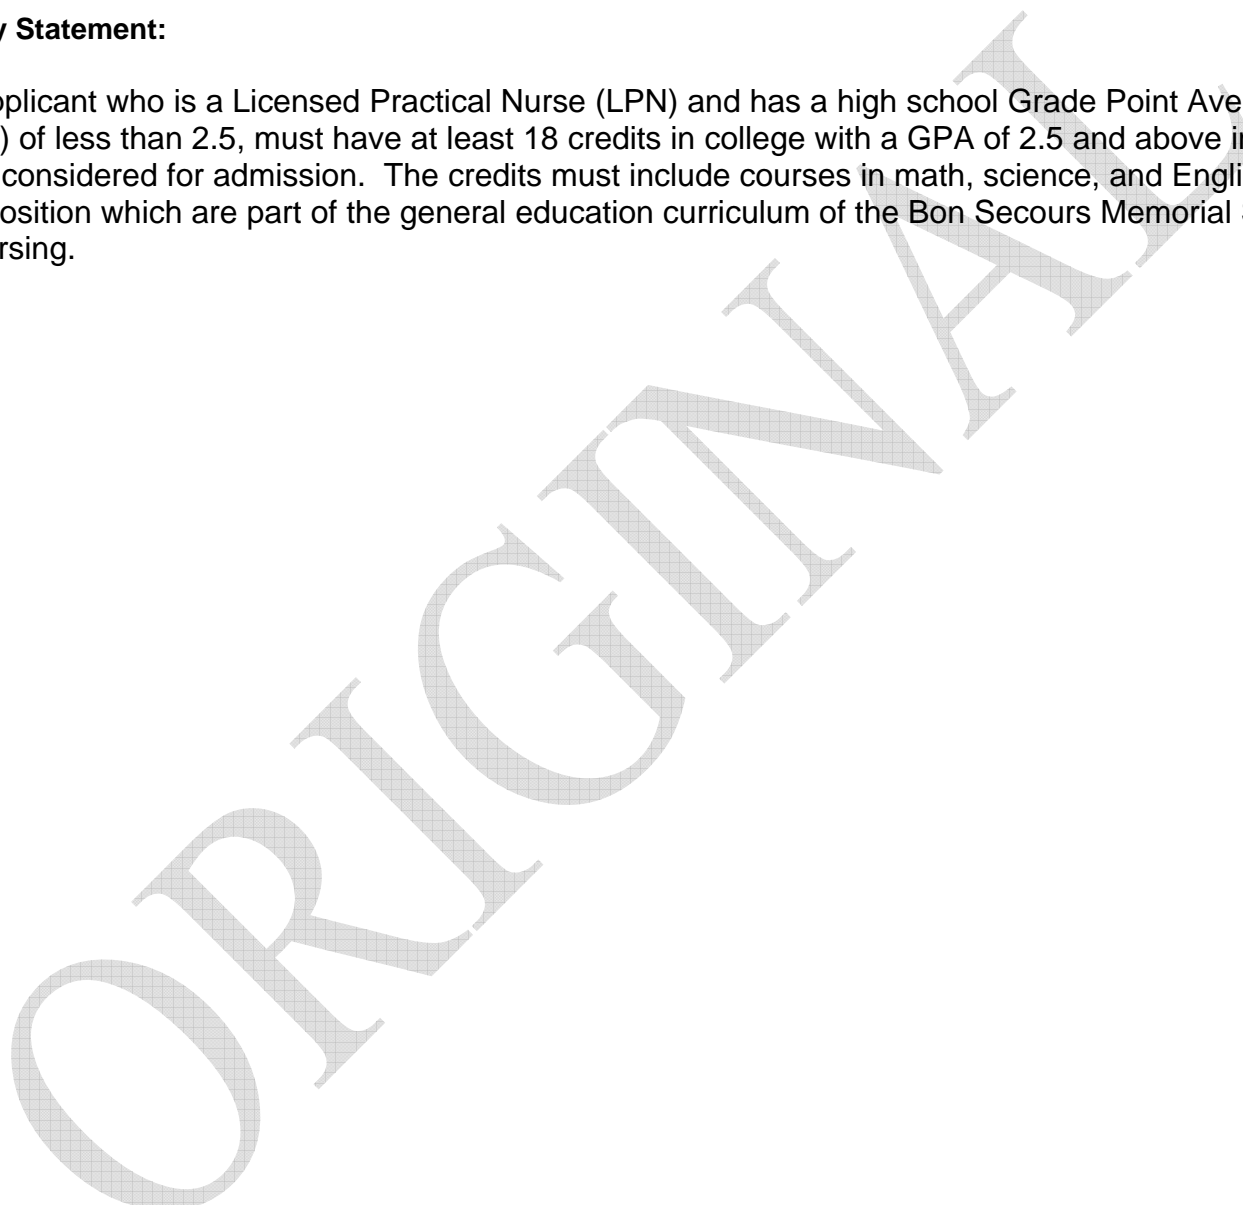 y Statement:
pplicant who is a Licensed Practical Nurse (LPN) and has a high school Grade Point Ave
) of less than 2.5, must have at least 18 credits in college with a GPA of 2.5 and above i
considered for admission. The credits must include courses in math, science, and Engli
osition which are part of the general education curriculum of the Bon Secours Memorial
rsing.
ORIGINAL